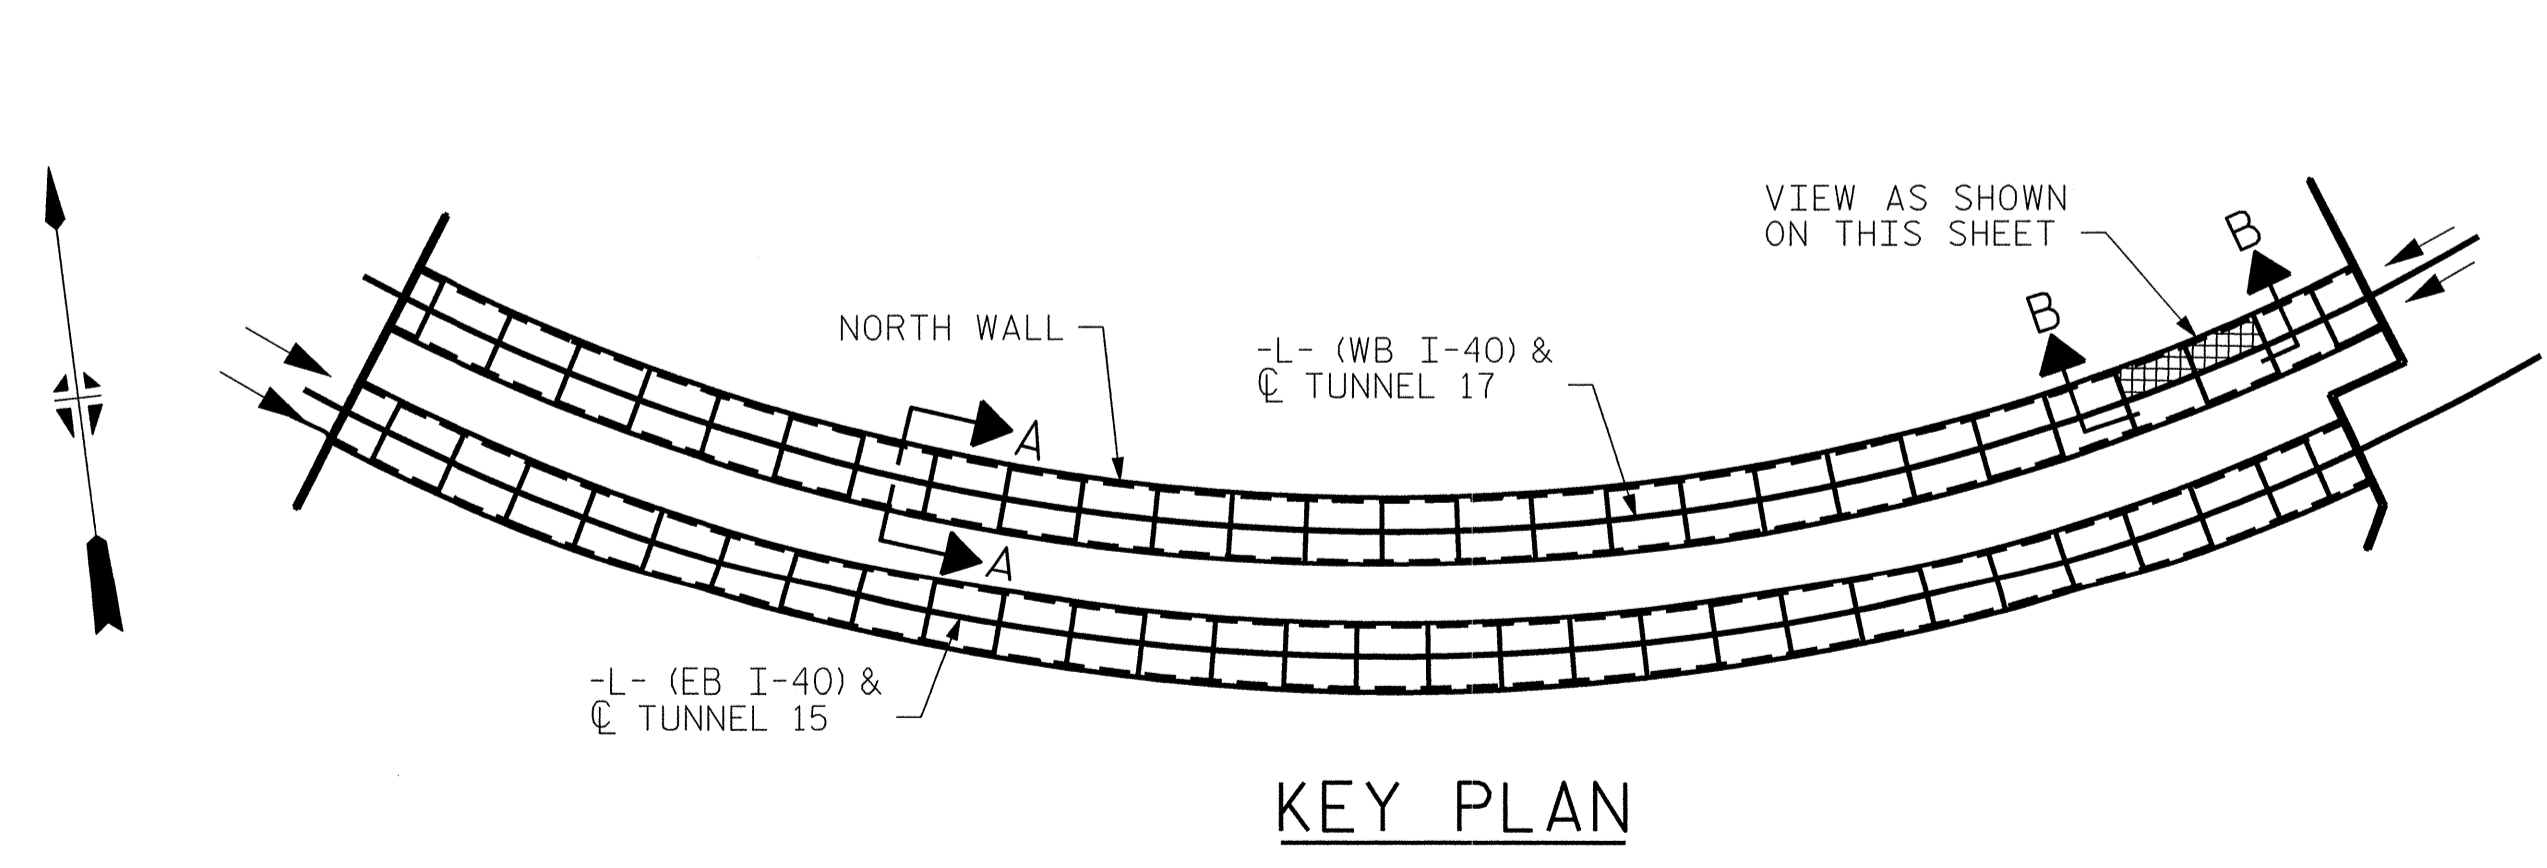 VIEW AS SHOWN
ON THIS SHEET
B
B
NORTH WALL
-L- (WB I-40) &
℄ TUNNEL 17
A
A
-L- (EB I-40) &
℄ TUNNEL 15
KEY PLAN